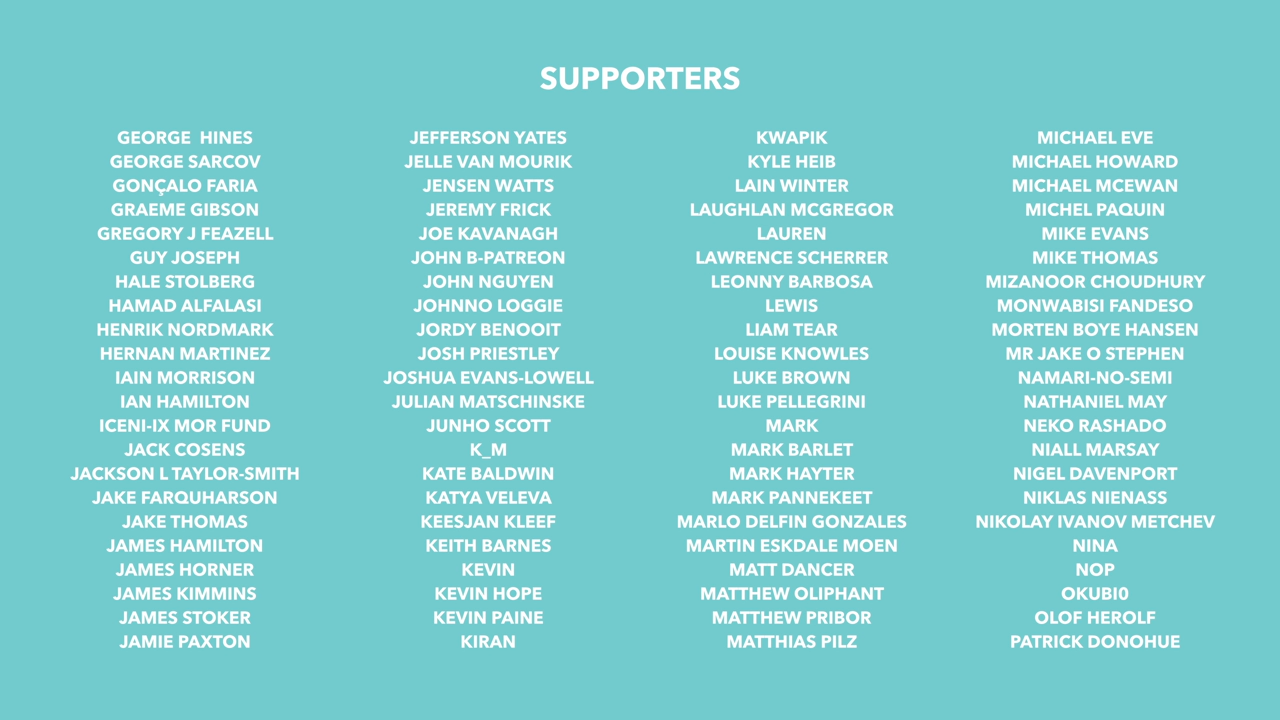 SUPPORTERS
GEORGE  HINES
GEORGE SARCOV
GONÇALO FARIA
GRAEME GIBSON
GREGORY J FEAZELL
GUY JOSEPH
HALE STOLBERG
HAMAD ALFALASI
HENRIK NORDMARK
HERNAN MARTINEZ
IAIN MORRISON
IAN HAMILTON
ICENI-IX MOR FUND
JACK COSENS
JACKSON L TAYLOR-SMITH
JAKE FARQUHARSON
JAKE THOMAS
JAMES HAMILTON
JAMES HORNER
JAMES KIMMINS
JAMES STOKER
JAMIE PAXTON
JEFFERSON YATES
JELLE VAN MOURIK
JENSEN WATTS
JEREMY FRICK
JOE KAVANAGH
JOHN B-PATREON
JOHN NGUYEN
JOHNNO LOGGIE
JORDY BENOOIT
JOSH PRIESTLEY
JOSHUA EVANS-LOWELL
JULIAN MATSCHINSKE
JUNHO SCOTT
K_M
KATE BALDWIN
KATYA VELEVA
KEESJAN KLEEF
KEITH BARNES
KEVIN
KEVIN HOPE
KEVIN PAINE
KIRAN
KWAPIK
KYLE HEIB
LAIN WINTER
LAUGHLAN MCGREGOR
LAUREN
LAWRENCE SCHERRER
LEONNY BARBOSA
LEWIS
LIAM TEAR
LOUISE KNOWLES
LUKE BROWN
LUKE PELLEGRINI
MARK
MARK BARLET
MARK HAYTER
MARK PANNEKEET
MARLO DELFIN GONZALES
MARTIN ESKDALE MOEN
MATT DANCER
MATTHEW OLIPHANT
MATTHEW PRIBOR
MATTHIAS PILZ
MICHAEL EVE
MICHAEL HOWARD
MICHAEL MCEWAN
MICHEL PAQUIN
MIKE EVANS
MIKE THOMAS
MIZANOOR CHOUDHURY
MONWABISI FANDESO
MORTEN BOYE HANSEN
MR JAKE O STEPHEN
NAMARI-NO-SEMI
NATHANIEL MAY
NEKO RASHADO
NIALL MARSAY
NIGEL DAVENPORT
NIKLAS NIENASS
NIKOLAY IVANOV METCHEV
NINA
NOP
OKUBI0
OLOF HEROLF
PATRICK DONOHUE